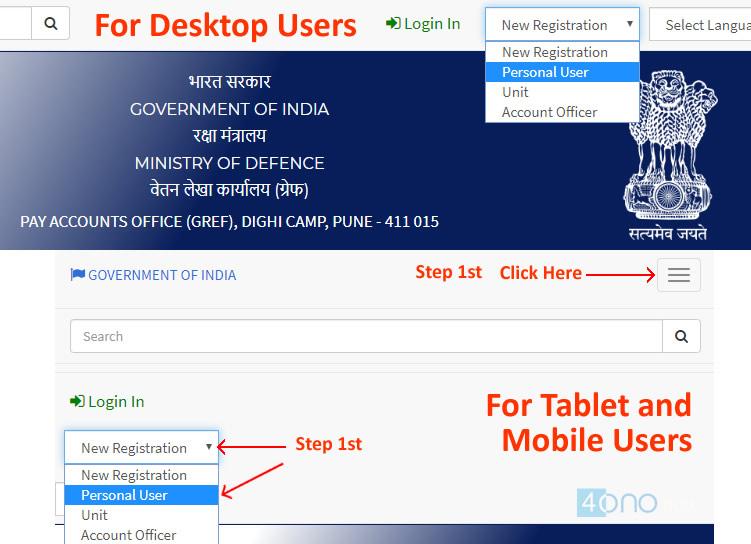 For Desktop Users
Login In
New Registration
Select Langua
New Registration
Personal User
Unit
Account Officer
भारत सरकार
GOVERNMENT OF INDIA
रक्षा मंत्रालय
MINISTRY OF DEFENCE
वेतन लेखा कार्यालय (ग्रेफ)
PAY ACCOUNTS OFFICE (GREF), DIGHI CAMP, PUNE - 411 015
सत्यमेव जयते
GOVERNMENT OF INDIA
Step 1st Click Here
Search
Login In
For Tablet and
Mobile Users
New Registration
Step 1st
New Registration
Personal User
Unit
Account Officer
4ono